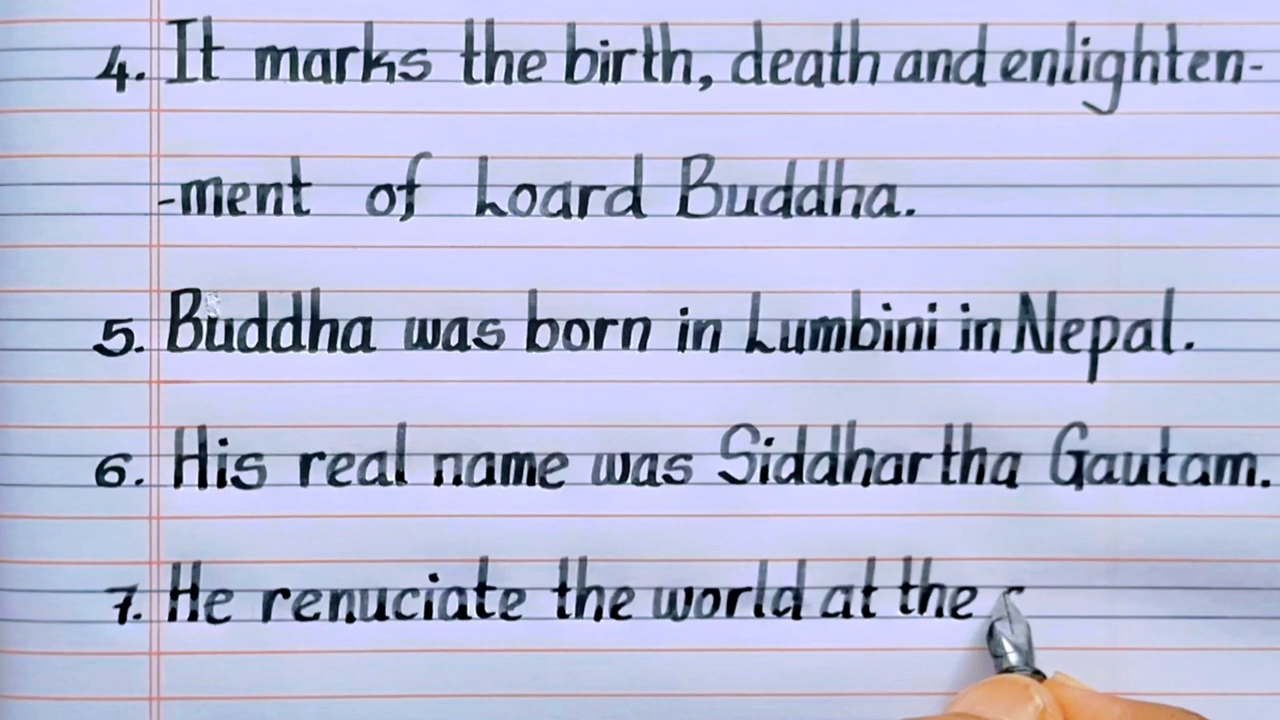 4. It marks the birth, death and enlighten-
-ment of Loard Buddha.
5. Buddha was born in Lumbini in Nepal.
6. His real name was Siddhartha Gautam.
7. He renuciate the world at the